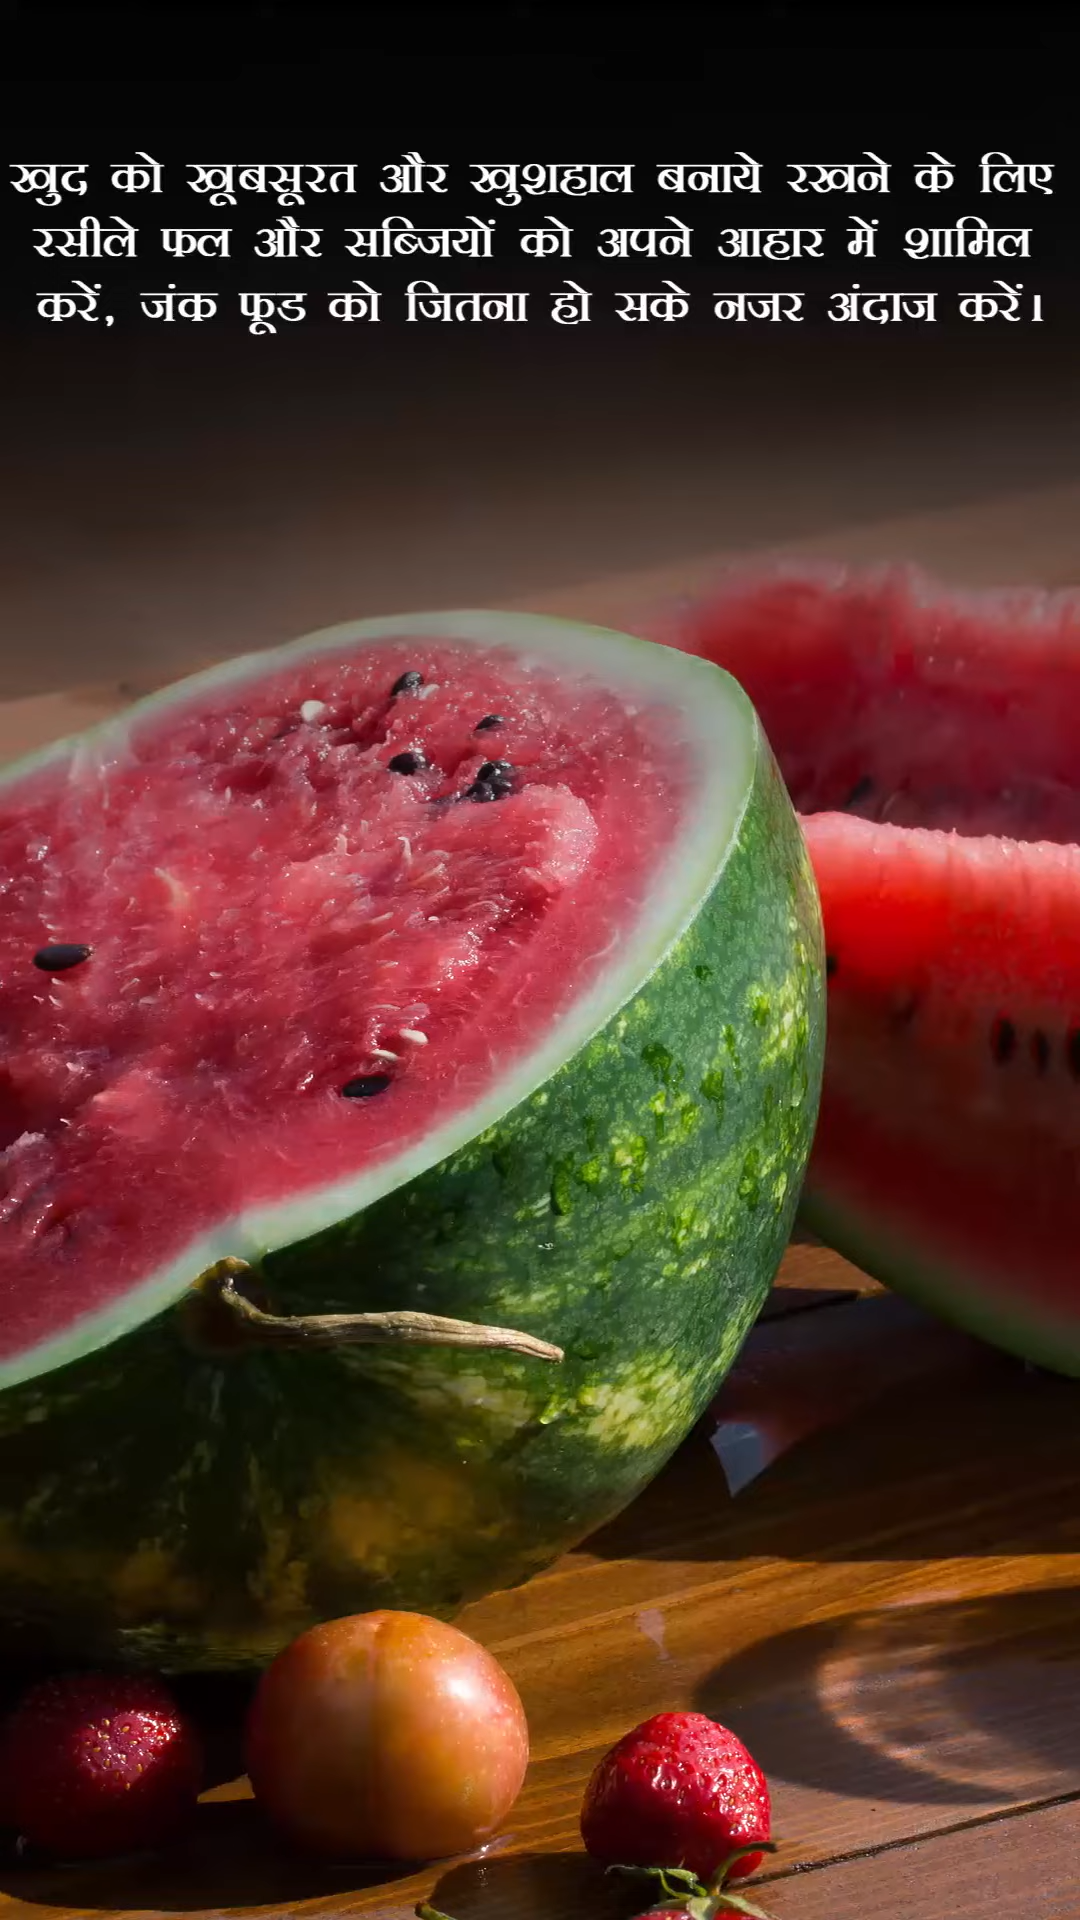 खुद को खूबसूरत और खुशहाल बनाये रखने के लिए
रसीले फल और सब्जियों को अपने आहार में शामिल
करें, जंक फूड को जितना हो सके नजर अंदाज करें।